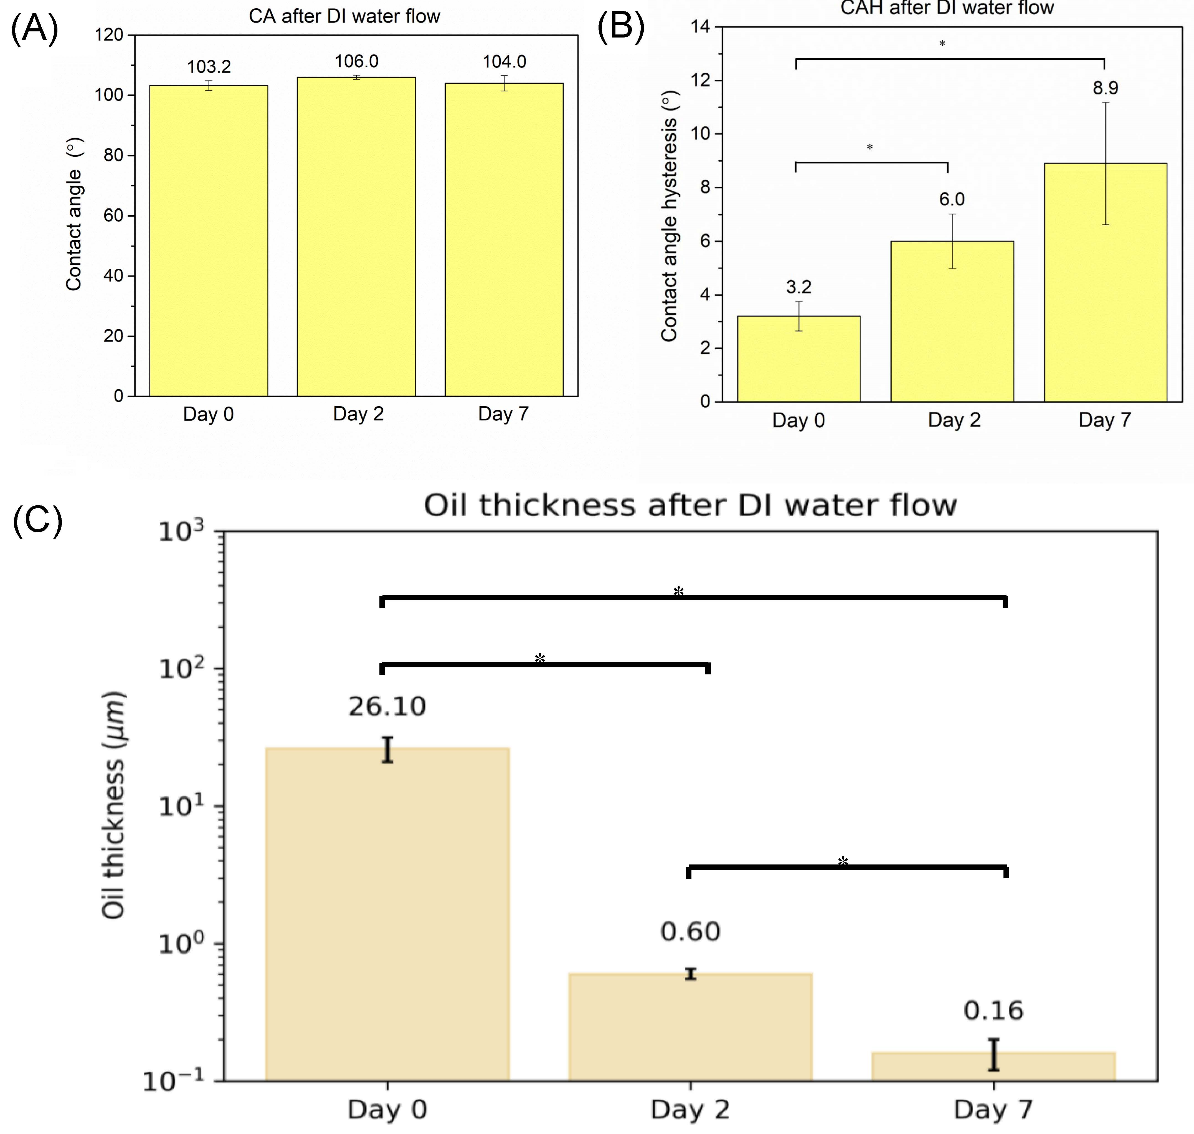 (A)
CA after DI water flow
120
100
80
60
40
20
0
Contact angle (°)
103.2
106.0
104.0
Day 0
Day 2
Day 7
(B)
CAH after DI water flow
14
12
10
8
6
4
2
0
Contact angle hysteresis (°)
*
*
3.2
6.0
8.9
Day 0
Day 2
Day 7
(C)
Oil thickness after DI water flow
10³
10²
10¹
10⁰
10⁻¹
Oil thickness (μm)
*
*
*
26.10
0.60
0.16
Day 0
Day 2
Day 7